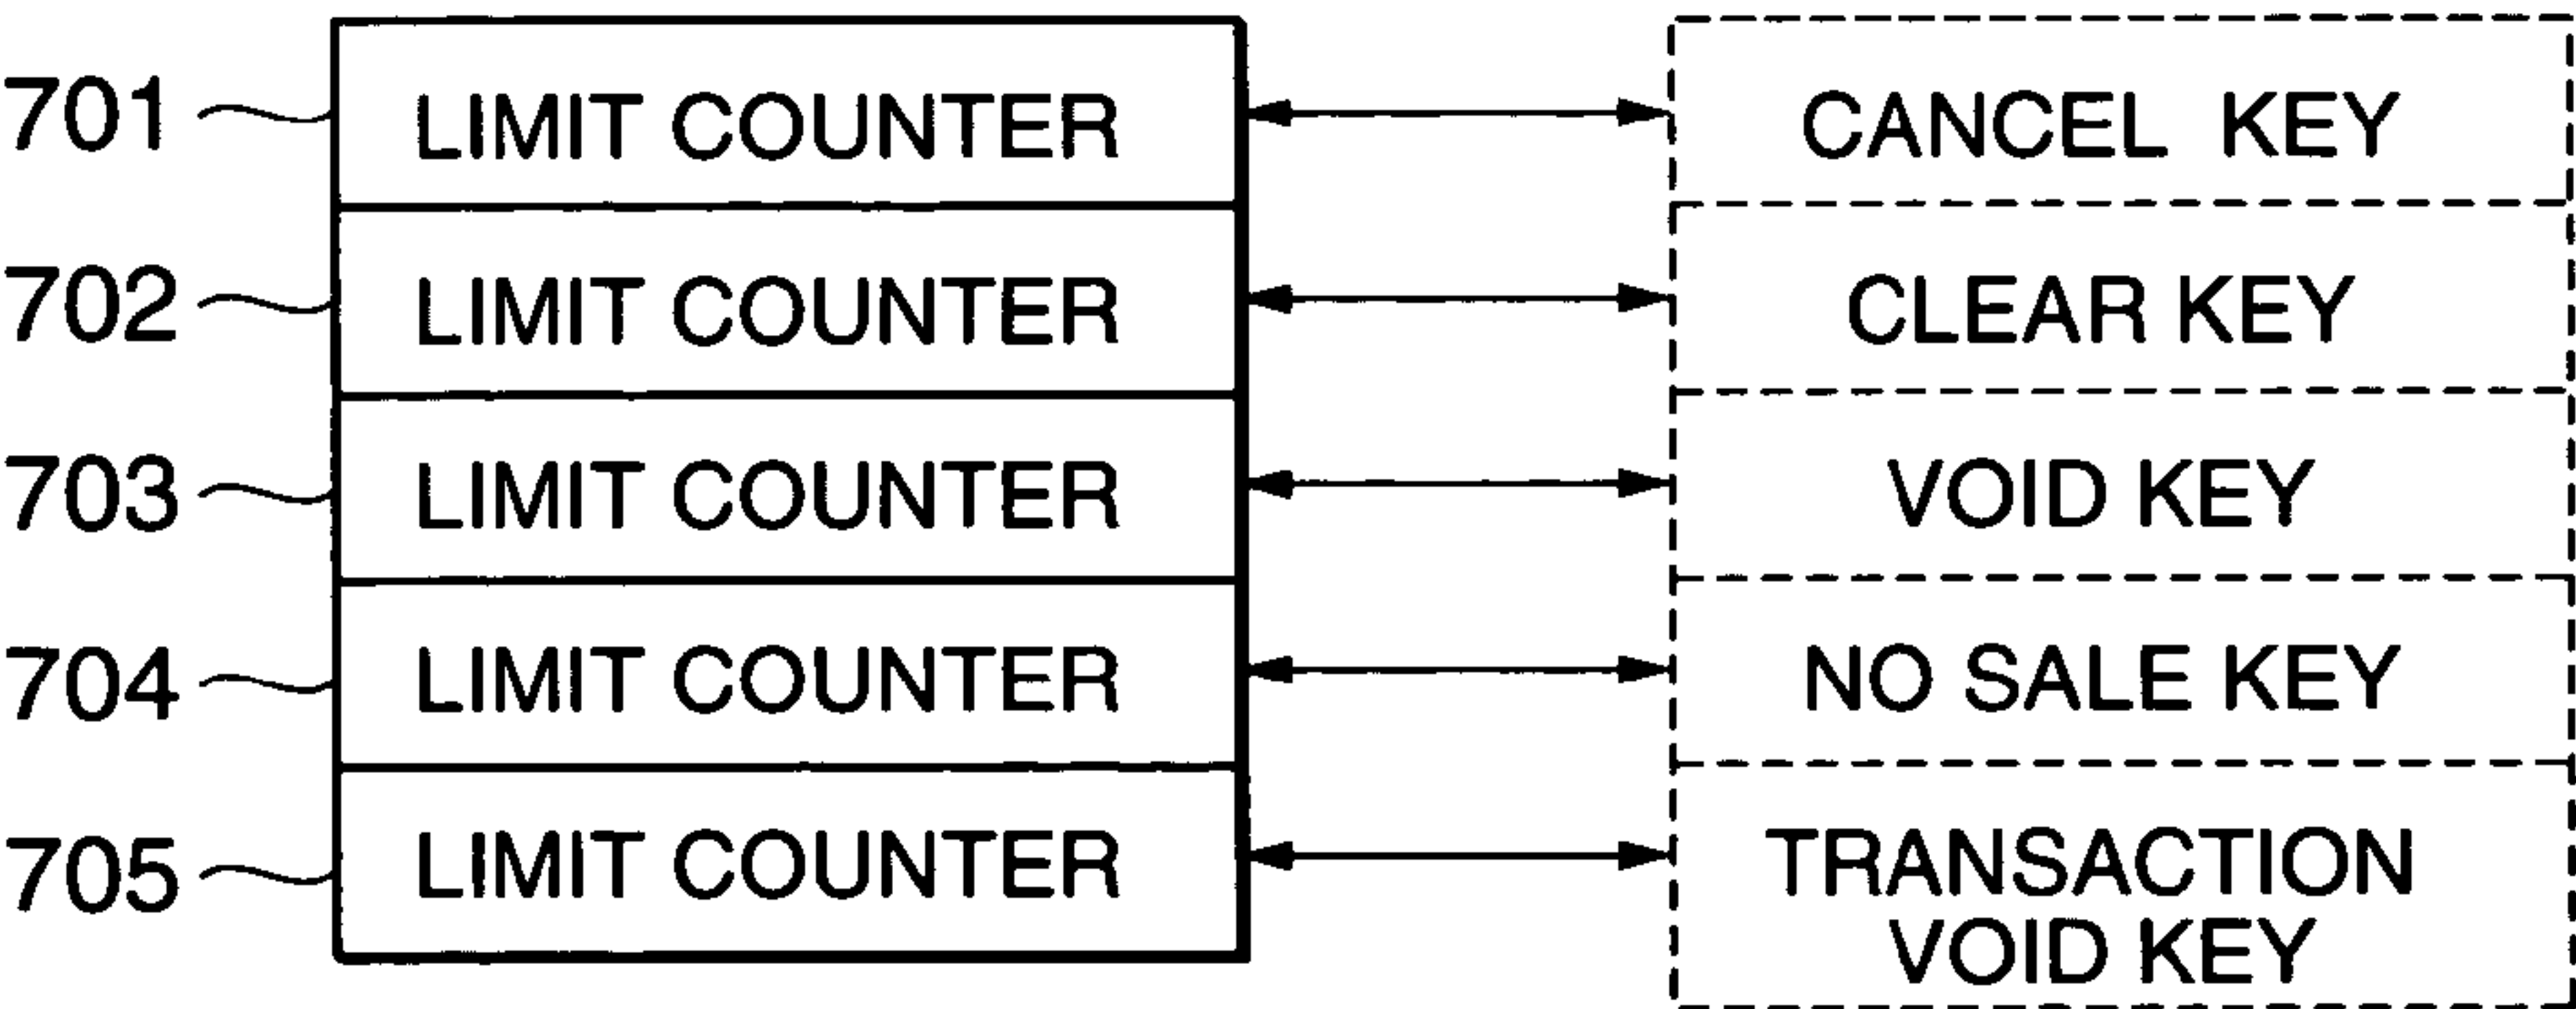 701 LIMIT COUNTER CANCEL KEY
702 LIMIT COUNTER CLEAR KEY
703 LIMIT COUNTER VOID KEY
704 LIMIT COUNTER NO SALE KEY
705 LIMIT COUNTER TRANSACTION
VOID KEY